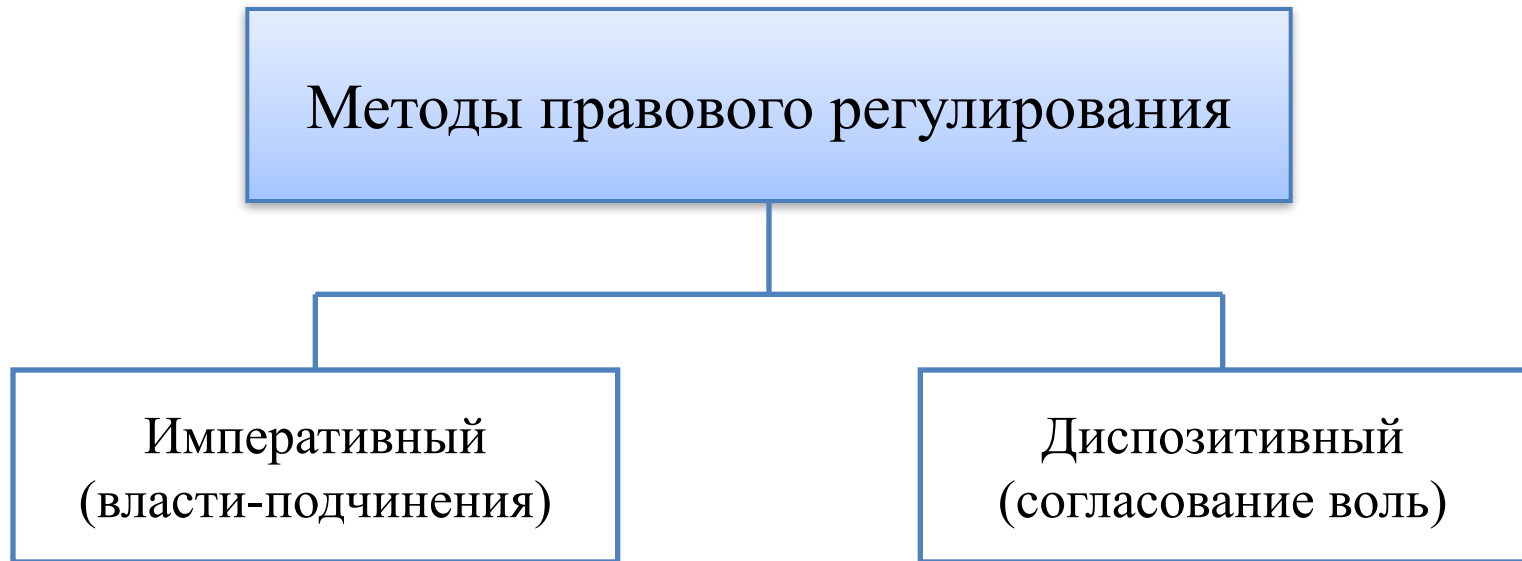 Методы правового регулирования
Императивный
(власти-подчинения)
Диспозитивный
(согласование воль)